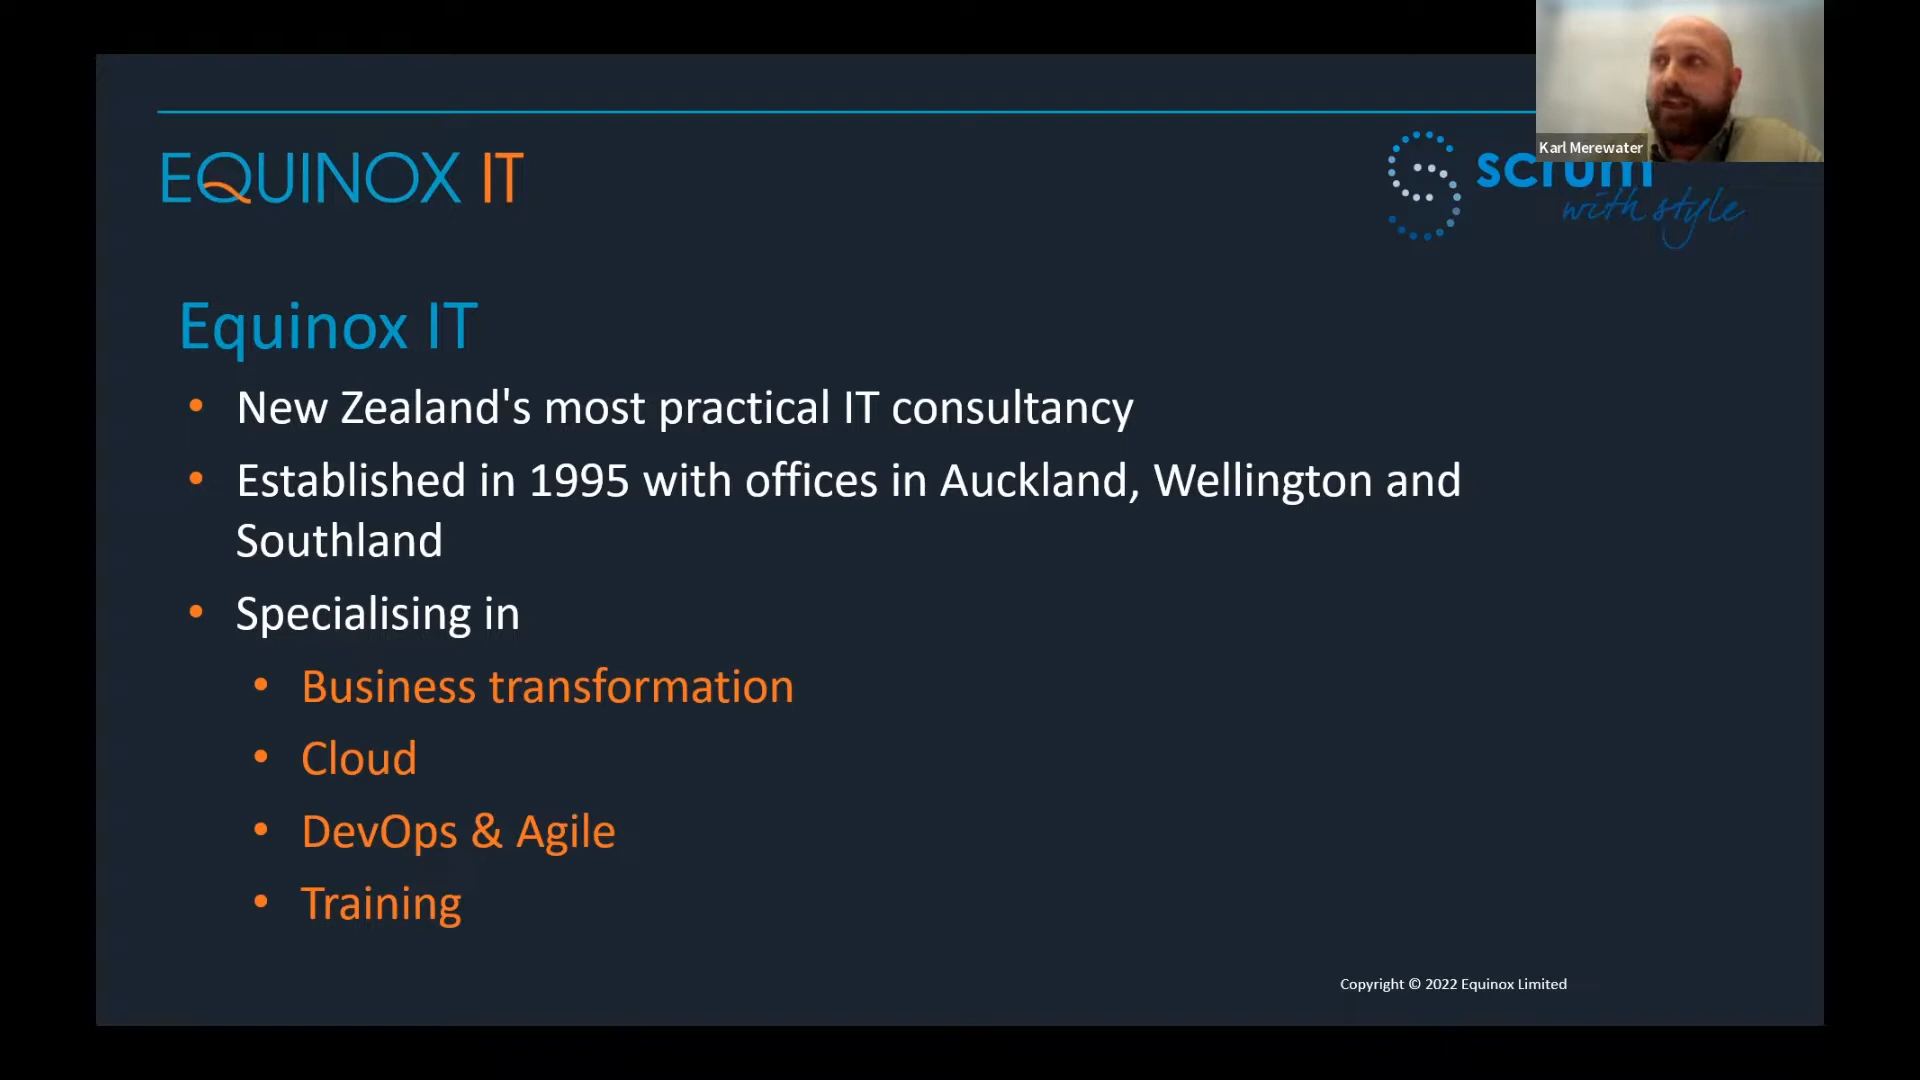 Karl Merewater
EQUINOX IT
scrum
with style
Equinox IT
• New Zealand's most practical IT consultancy
• Established in 1995 with offices in Auckland, Wellington and
Southland
• Specialising in
• Business transformation
• Cloud
• DevOps & Agile
• Training
Copyright © 2022 Equinox Limited